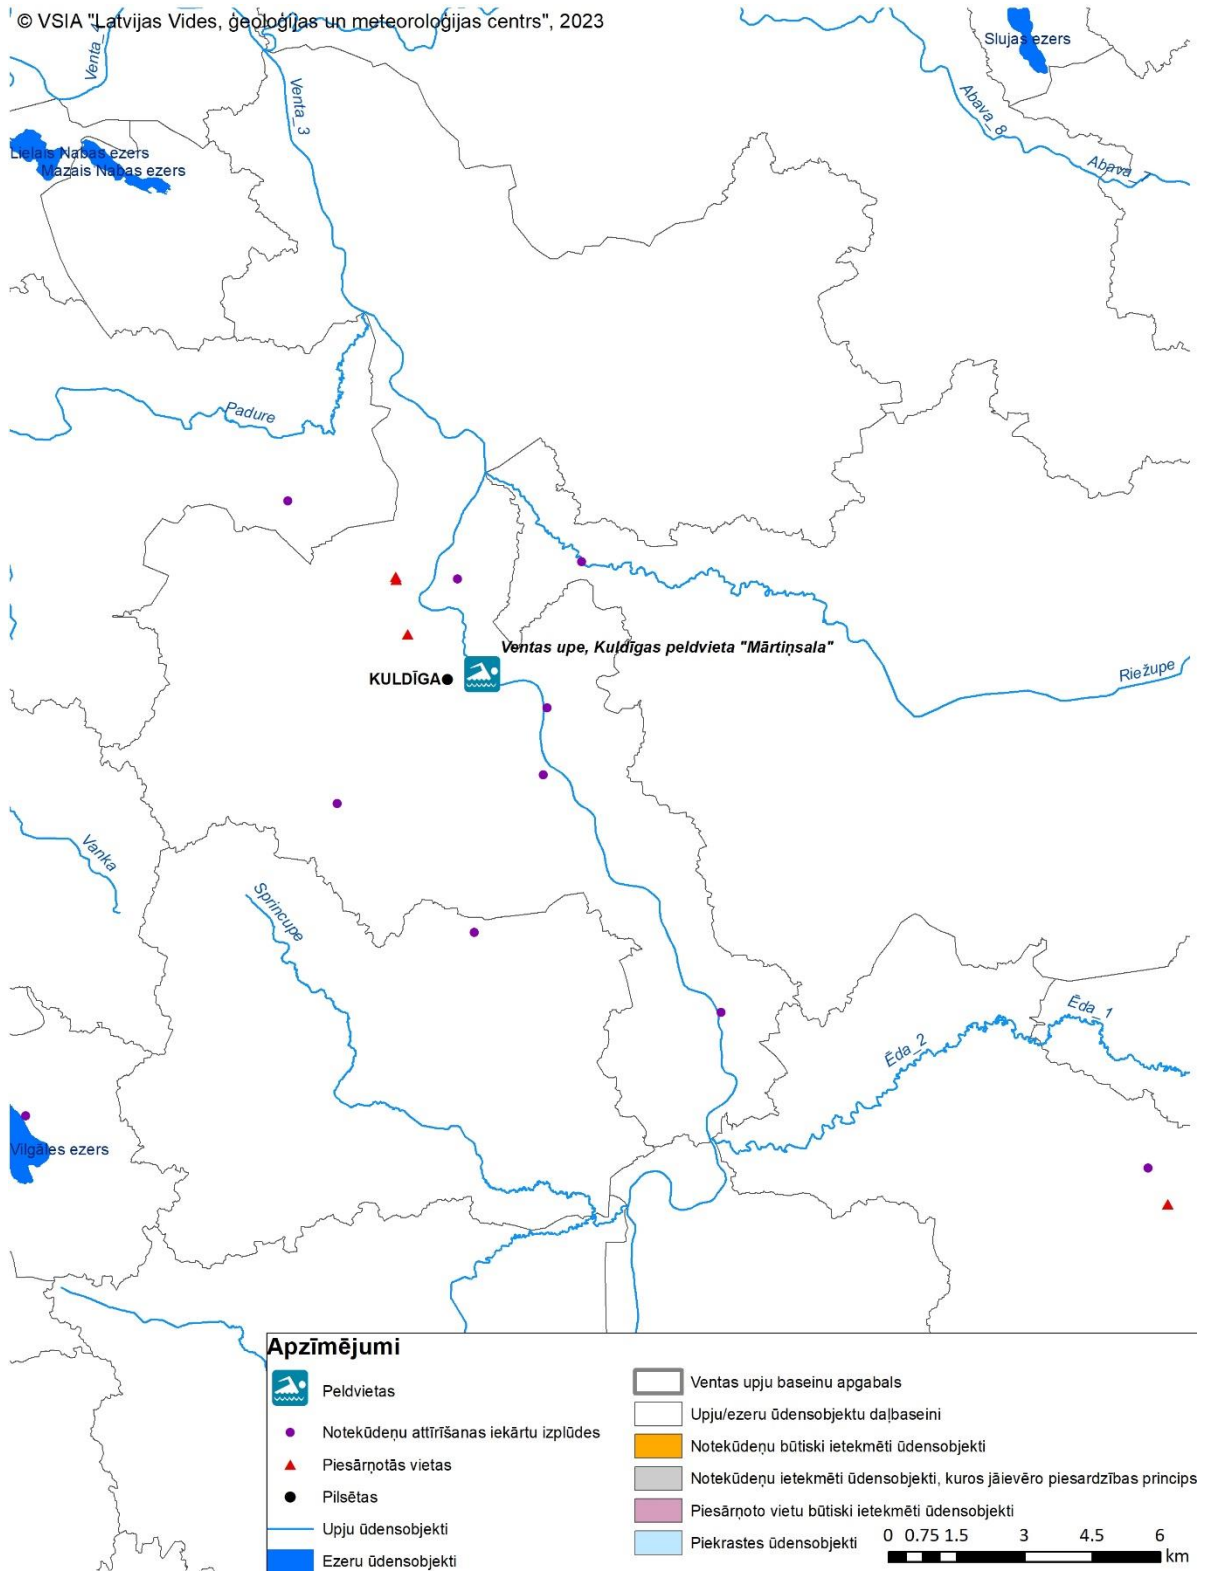 © VSIA "Latvijas Vides, ģeoloģijas un meteoroloģijas centrs", 2023
Slujas ezers
Venta_4
Venta_3
Abava_8
Abava_7
Lielais Nabas ezers
Mazais Nabas ezers
Padure
Ventas upe, Kuldīgas peldvieta "Mārtiņsala"
KULDĪGA
Riežupe
Vanka
Sprincupe
Ēda_1
Ēda_2
Vilgāles ezers
Apzīmējumi
Peldvietas
Notekūdeņu attīrīšanas iekārtu izplūdes
Piesārņotās vietas
Pilsētas
Upju ūdensobjekti
Ezeru ūdensobjekti
Ventas upju baseinu apgabals
Upju/ezeru ūdensobjektu daļbaseini
Notekūdeņu būtiski ietekmēti ūdensobjekti
Notekūdeņu ietekmēti ūdensobjekti, kuros jāievēro piesardzības princips
Piesārņoto vietu būtiski ietekmēti ūdensobjekti
Piekrastes ūdensobjekti
0 0.75 1.5 3 4.5 6
km